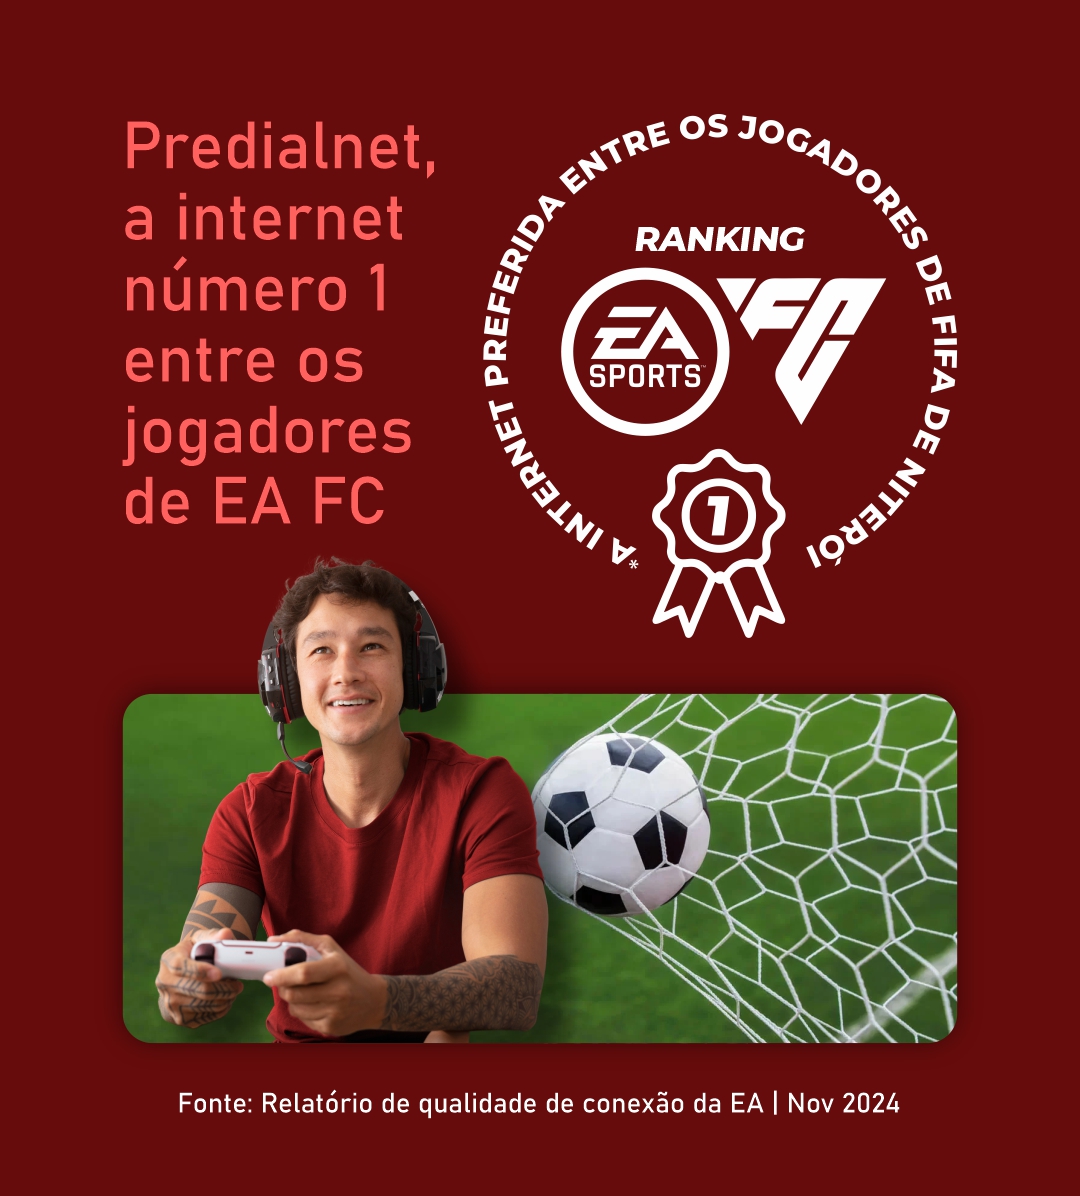 Predialnet,
a internet
número 1
entre os
jogadores
de EA FC
*A INTERNET PREFERIDA ENTRE OS JOGADORES DE FIFA DE NITERÓI
RANKING
EA
SPORTS™
FC
1
Fonte: Relatório de qualidade de conexão da EA | Nov 2024